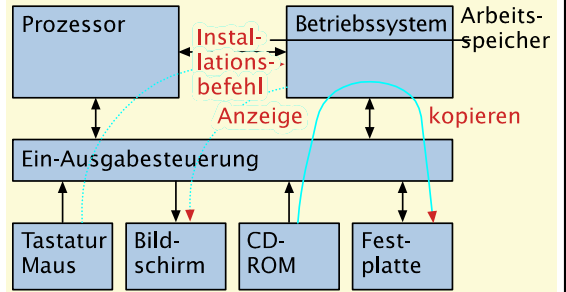 Prozessor
Betriebssystem
Arbeits-
speicher
Instal-
lations-
befehl
Anzeige
kopieren
Ein-Ausgabesteuerung
Tastatur
Maus
Bild-
schirm
CD-
ROM
Fest-
platte